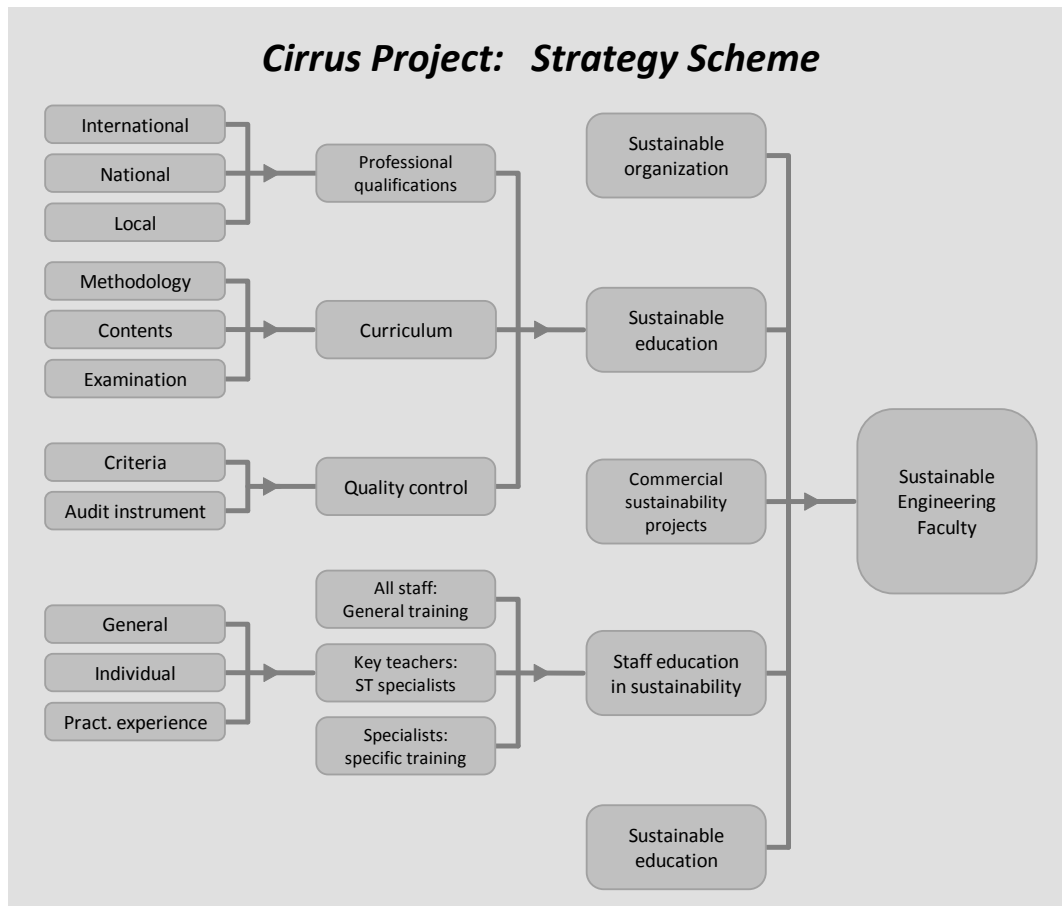 Cirrus Project: Strategy Scheme
International
National
Local
Professional
qualifications
Methodology
Contents
Examination
Curriculum
Criteria
Audit instrument
Quality control
General
Individual
Pract. experience
All staff:
General training
Key teachers:
ST specialists
Specialists:
specific training
Sustainable
organization
Sustainable
education
Commercial
sustainability
projects
Staff education
in sustainability
Sustainable
education
Sustainable
Engineering
Faculty